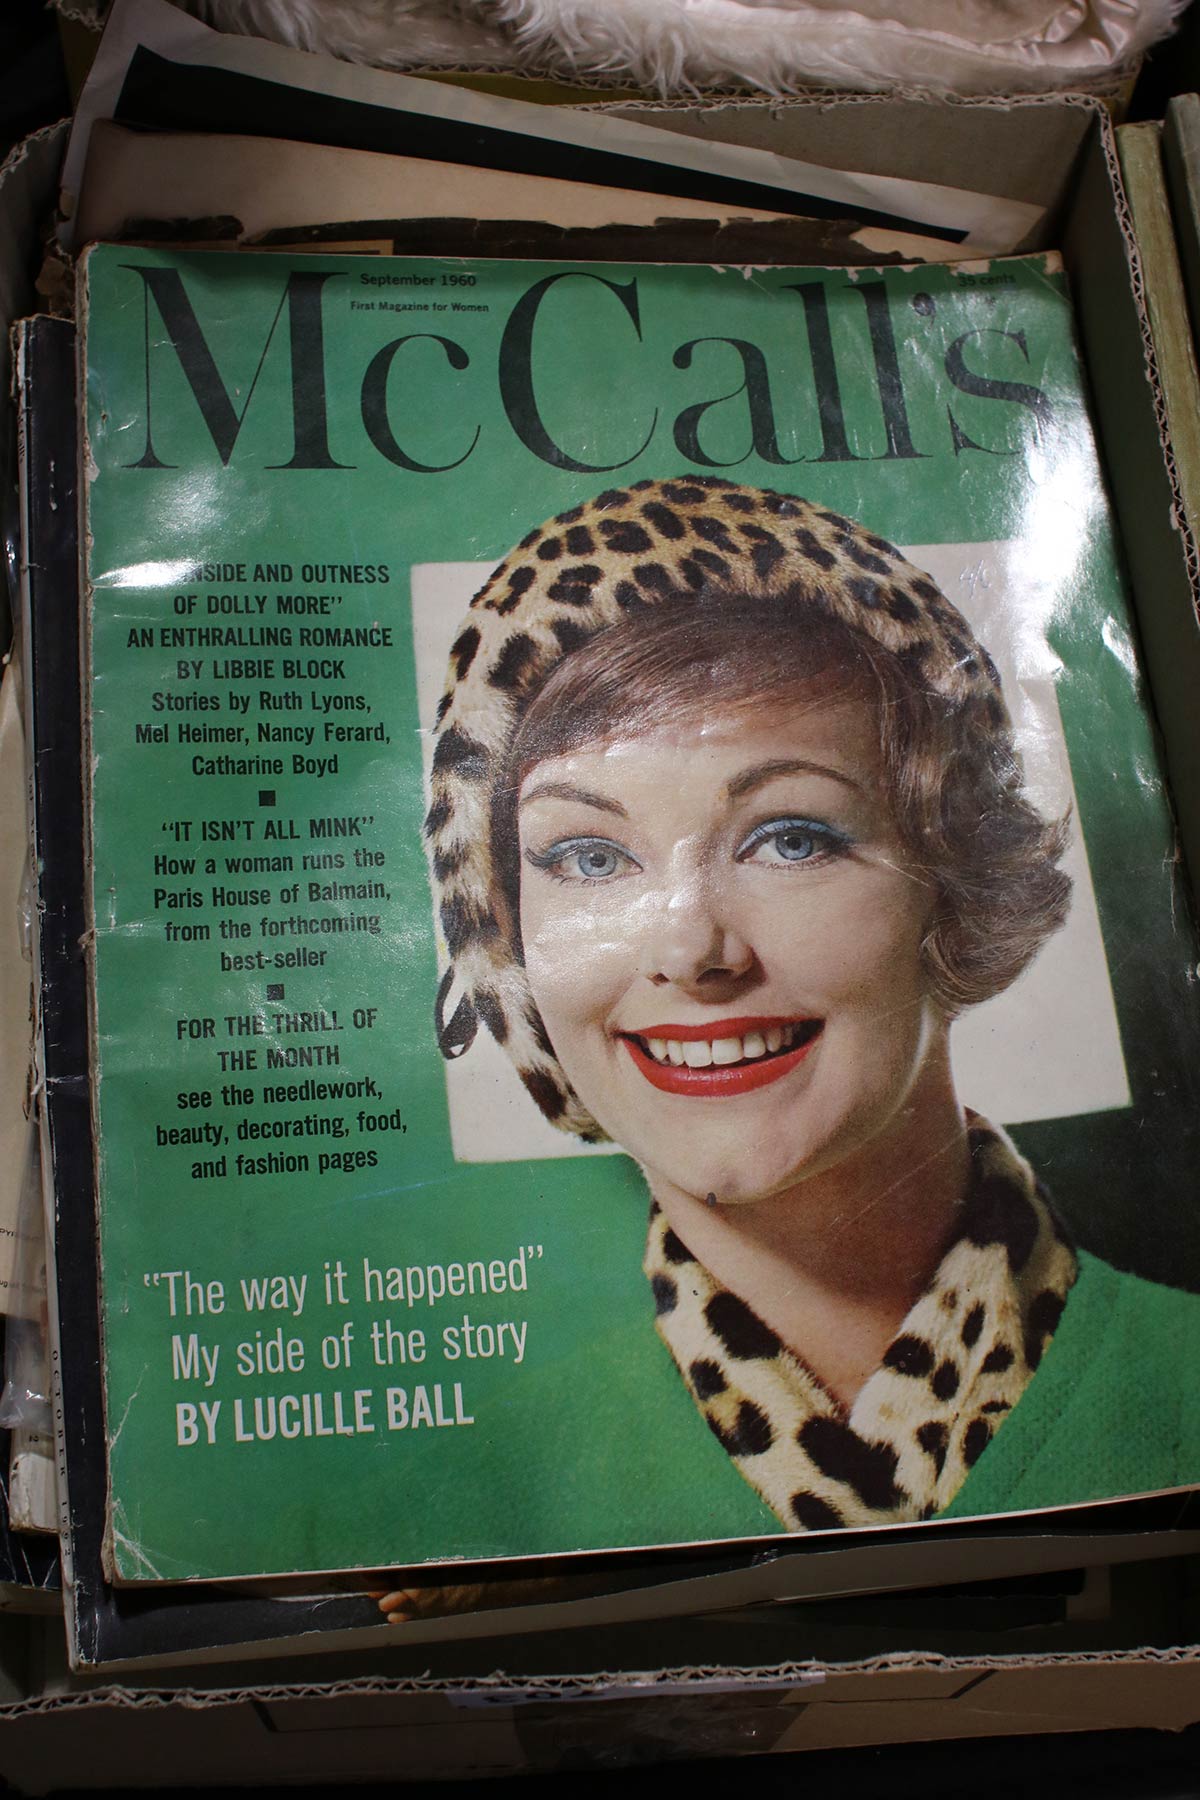 September 1960
35 cents
First Magazine for Women
McCall's
INSIDE AND OUTNESS
OF DOLLY MORE"
AN ENTHRALLING ROMANCE
BY LIBBIE BLOCK
Stories by Ruth Lyons,
Mel Heimer, Nancy Ferard,
Catharine Boyd
"IT ISN'T ALL MINK"
How a woman runs the
Paris House of Balmain,
from the forthcoming
best-seller
FOR THE THRILL OF
THE MONTH
see the needlework,
beauty, decorating, food,
and fashion pages
"The way it happened"
My side of the story
BY LUCILLE BALL
OCTOBER 1992